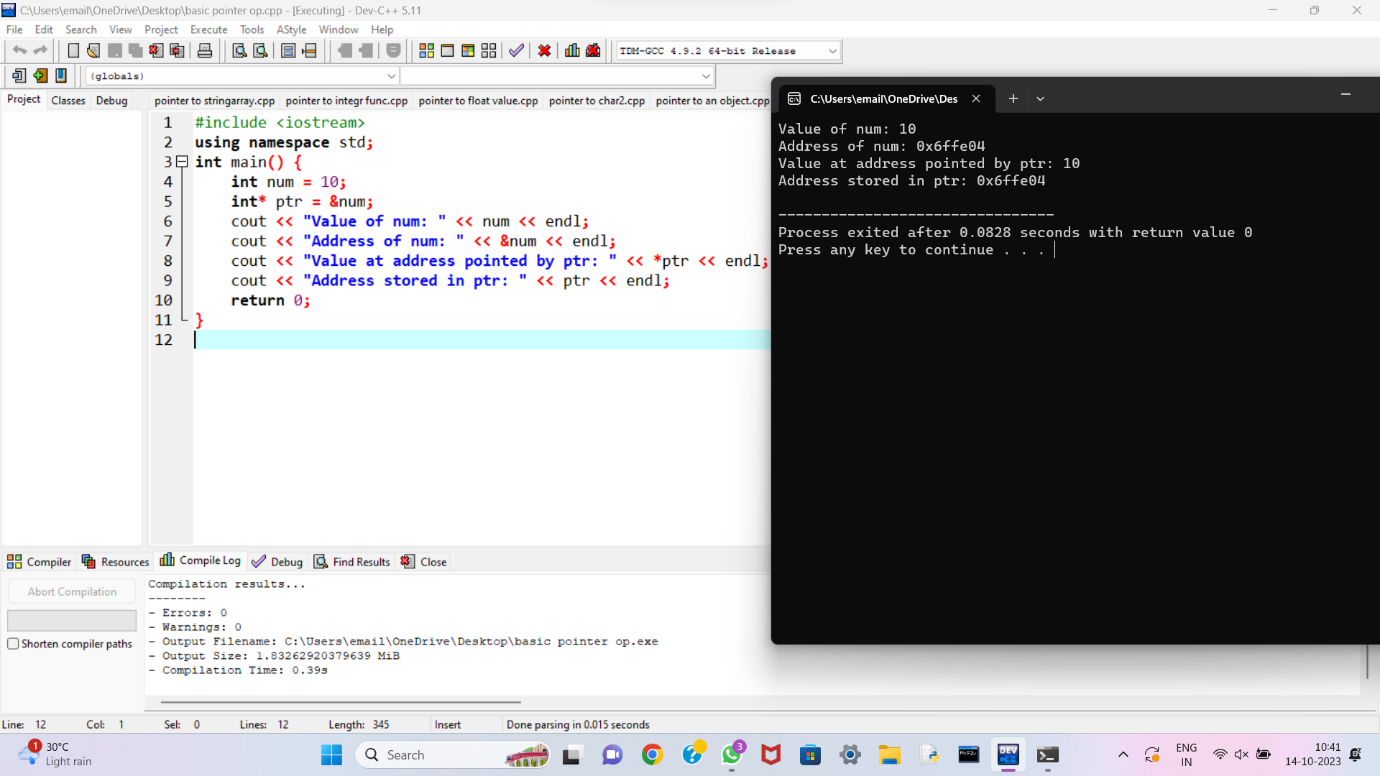 C:\Users\email\OneDrive\Desktop\basic pointer op.cpp - [Executing] - Dev-C++ 5.11
File Edit Search View Project Execute Tools AStyle Window Help
TDM-GCC 4.9.2 64-bit Release
(globals)
Project Classes Debug
pointer to stringarray.cpp pointer to integr func.cpp pointer to float value.cpp pointer to char2.cpp pointer to an object.cpp
1 #include <iostream>
2 using namespace std;
3 int main() {
4 int num = 10;
5 int* ptr = &num;
6 cout << "Value of num: " << num << endl;
7 cout << "Address of num: " << &num << endl;
8 cout << "Value at address pointed by ptr: " << *ptr << endl;
9 cout << "Address stored in ptr: " << ptr << endl;
10 return 0;
11 }
12
C:\Users\email\OneDrive\Des
Value of num: 10
Address of num: 0x6ffe04
Value at address pointed by ptr: 10
Address stored in ptr: 0x6ffe04
--------------------------------
Process exited after 0.0828 seconds with return value 0
Press any key to continue . . .
Compiler Resources Compile Log Debug Find Results Close
Abort Compilation
Shorten compiler paths
Compilation results...
--------
- Errors: 0
- Warnings: 0
- Output Filename: C:\Users\email\OneDrive\Desktop\basic pointer op.exe
- Output Size: 1.83262920379639 MiB
- Compilation Time: 0.39s
Line: 12 Col: 1 Sel: 0 Lines: 12 Length: 345 Insert Done parsing in 0.015 seconds
1
30°C
Light rain
Search
3
DEV
ENG
IN
10:41
14-10-2023